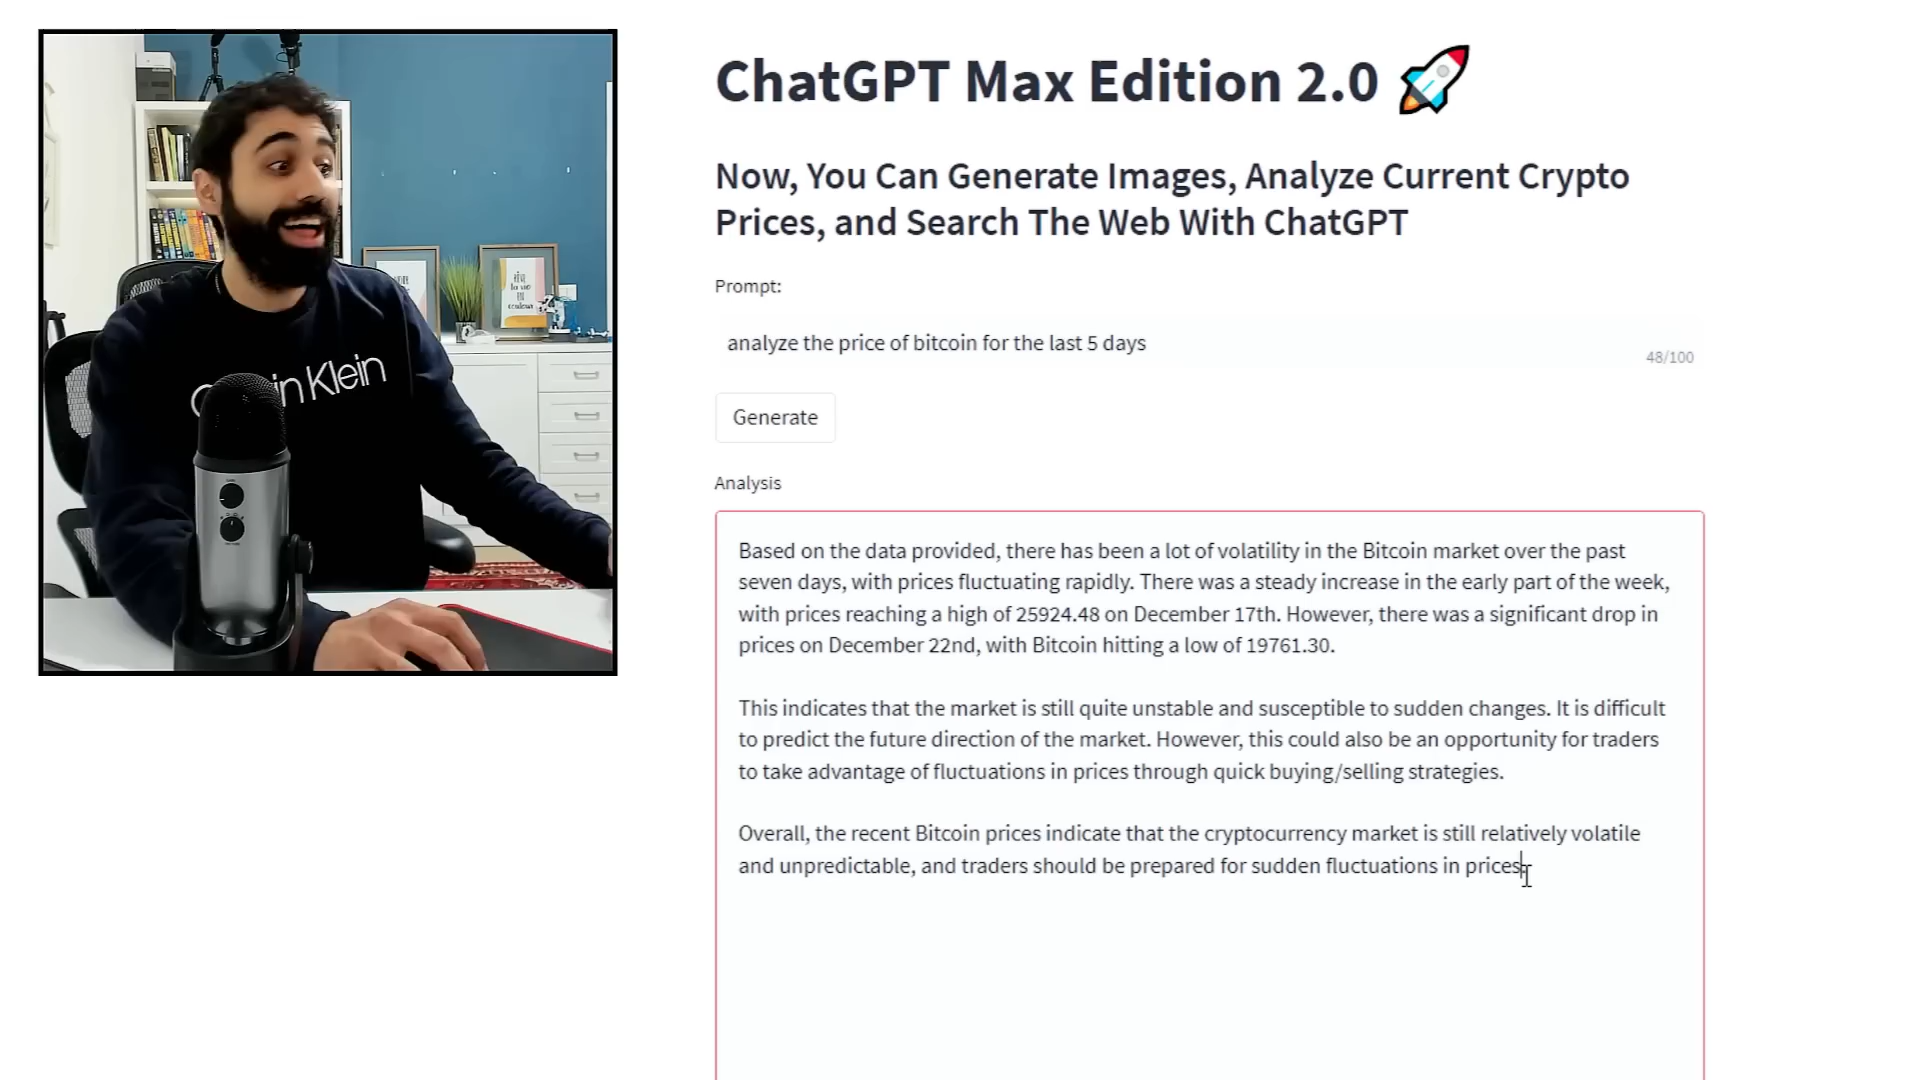 ChatGPT Max Edition 2.0
Now, You Can Generate Images, Analyze Current Crypto
Prices, and Search The Web With ChatGPT
Prompt:
analyze the price of bitcoin for the last 5 days
48/100
Generate
Analysis
Based on the data provided, there has been a lot of volatility in the Bitcoin market over the past
seven days, with prices fluctuating rapidly. There was a steady increase in the early part of the week,
with prices reaching a high of 25924.48 on December 17th. However, there was a significant drop in
prices on December 22nd, with Bitcoin hitting a low of 19761.30.
This indicates that the market is still quite unstable and susceptible to sudden changes. It is difficult
to predict the future direction of the market. However, this could also be an opportunity for traders
to take advantage of fluctuations in prices through quick buying/selling strategies.
Overall, the recent Bitcoin prices indicate that the cryptocurrency market is still relatively volatile
and unpredictable, and traders should be prepared for sudden fluctuations in prices.
in Klein